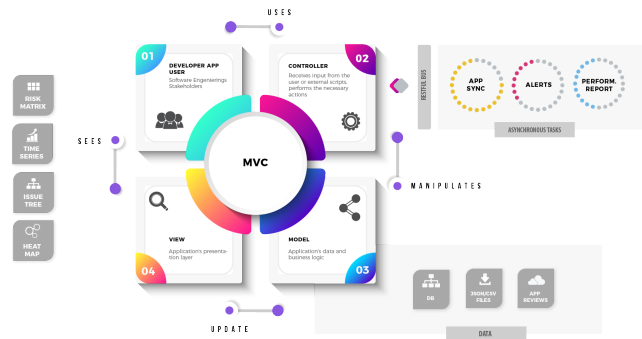 USES
01
DEVELOPER APP
USER
Software Engenierings
Stakeholders
02
CONTROLLER
Receives input from the
user or external scripts
performs the necessary
actions
RESTFUL BUS
APP
SYNC
ALERTS
PERFORM.
REPORT
ASYNCHRONOUS TASKS
RISK
MATRIX
TIME
SERIES
ISSUE
TREE
HEAT
MAP
SEES
MVC
MANIPULATES
VIEW
Application's presenta-
tion layer
04
MODEL
Application's data and
business logic
03
UPDATE
DB
JSON/CSV
FILES
APP
REVIEWS
DATA